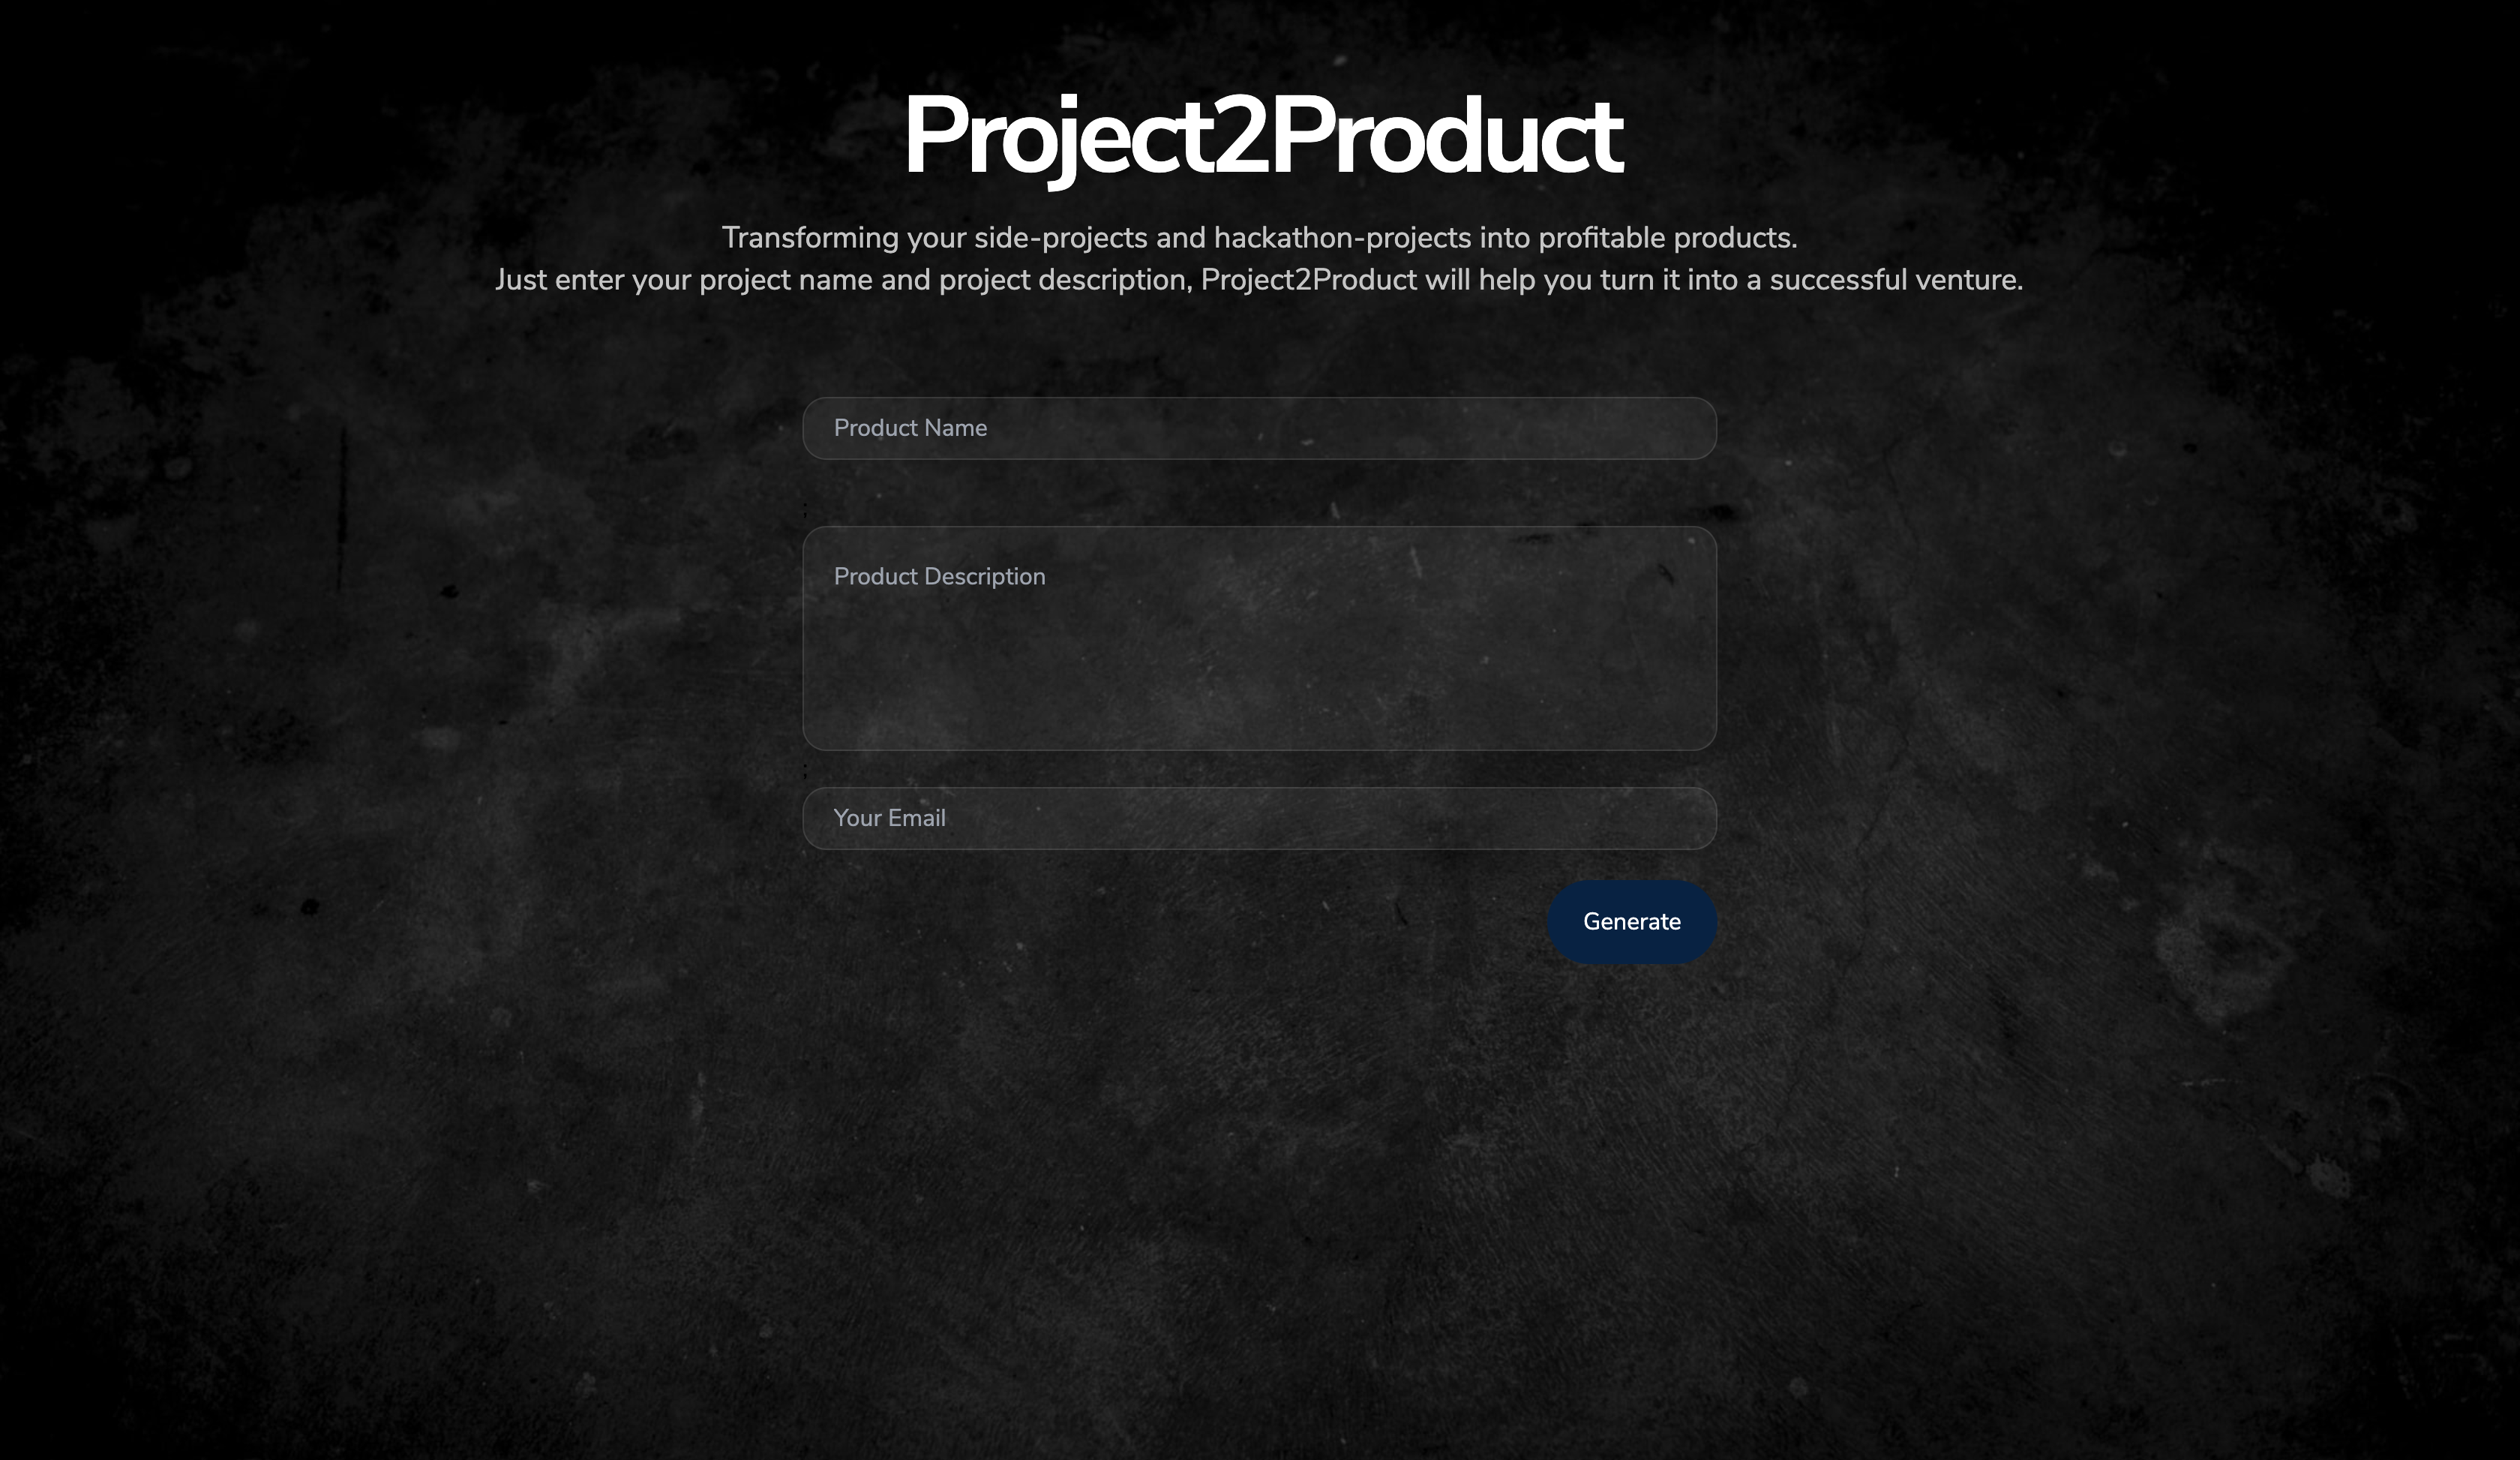 Project2Product
Transforming your side-projects and hackathon-projects into profitable products.
Just enter your project name and project description, Project2Product will help you turn it into a successful venture.
Product Name
Product Description
Your Email
Generate